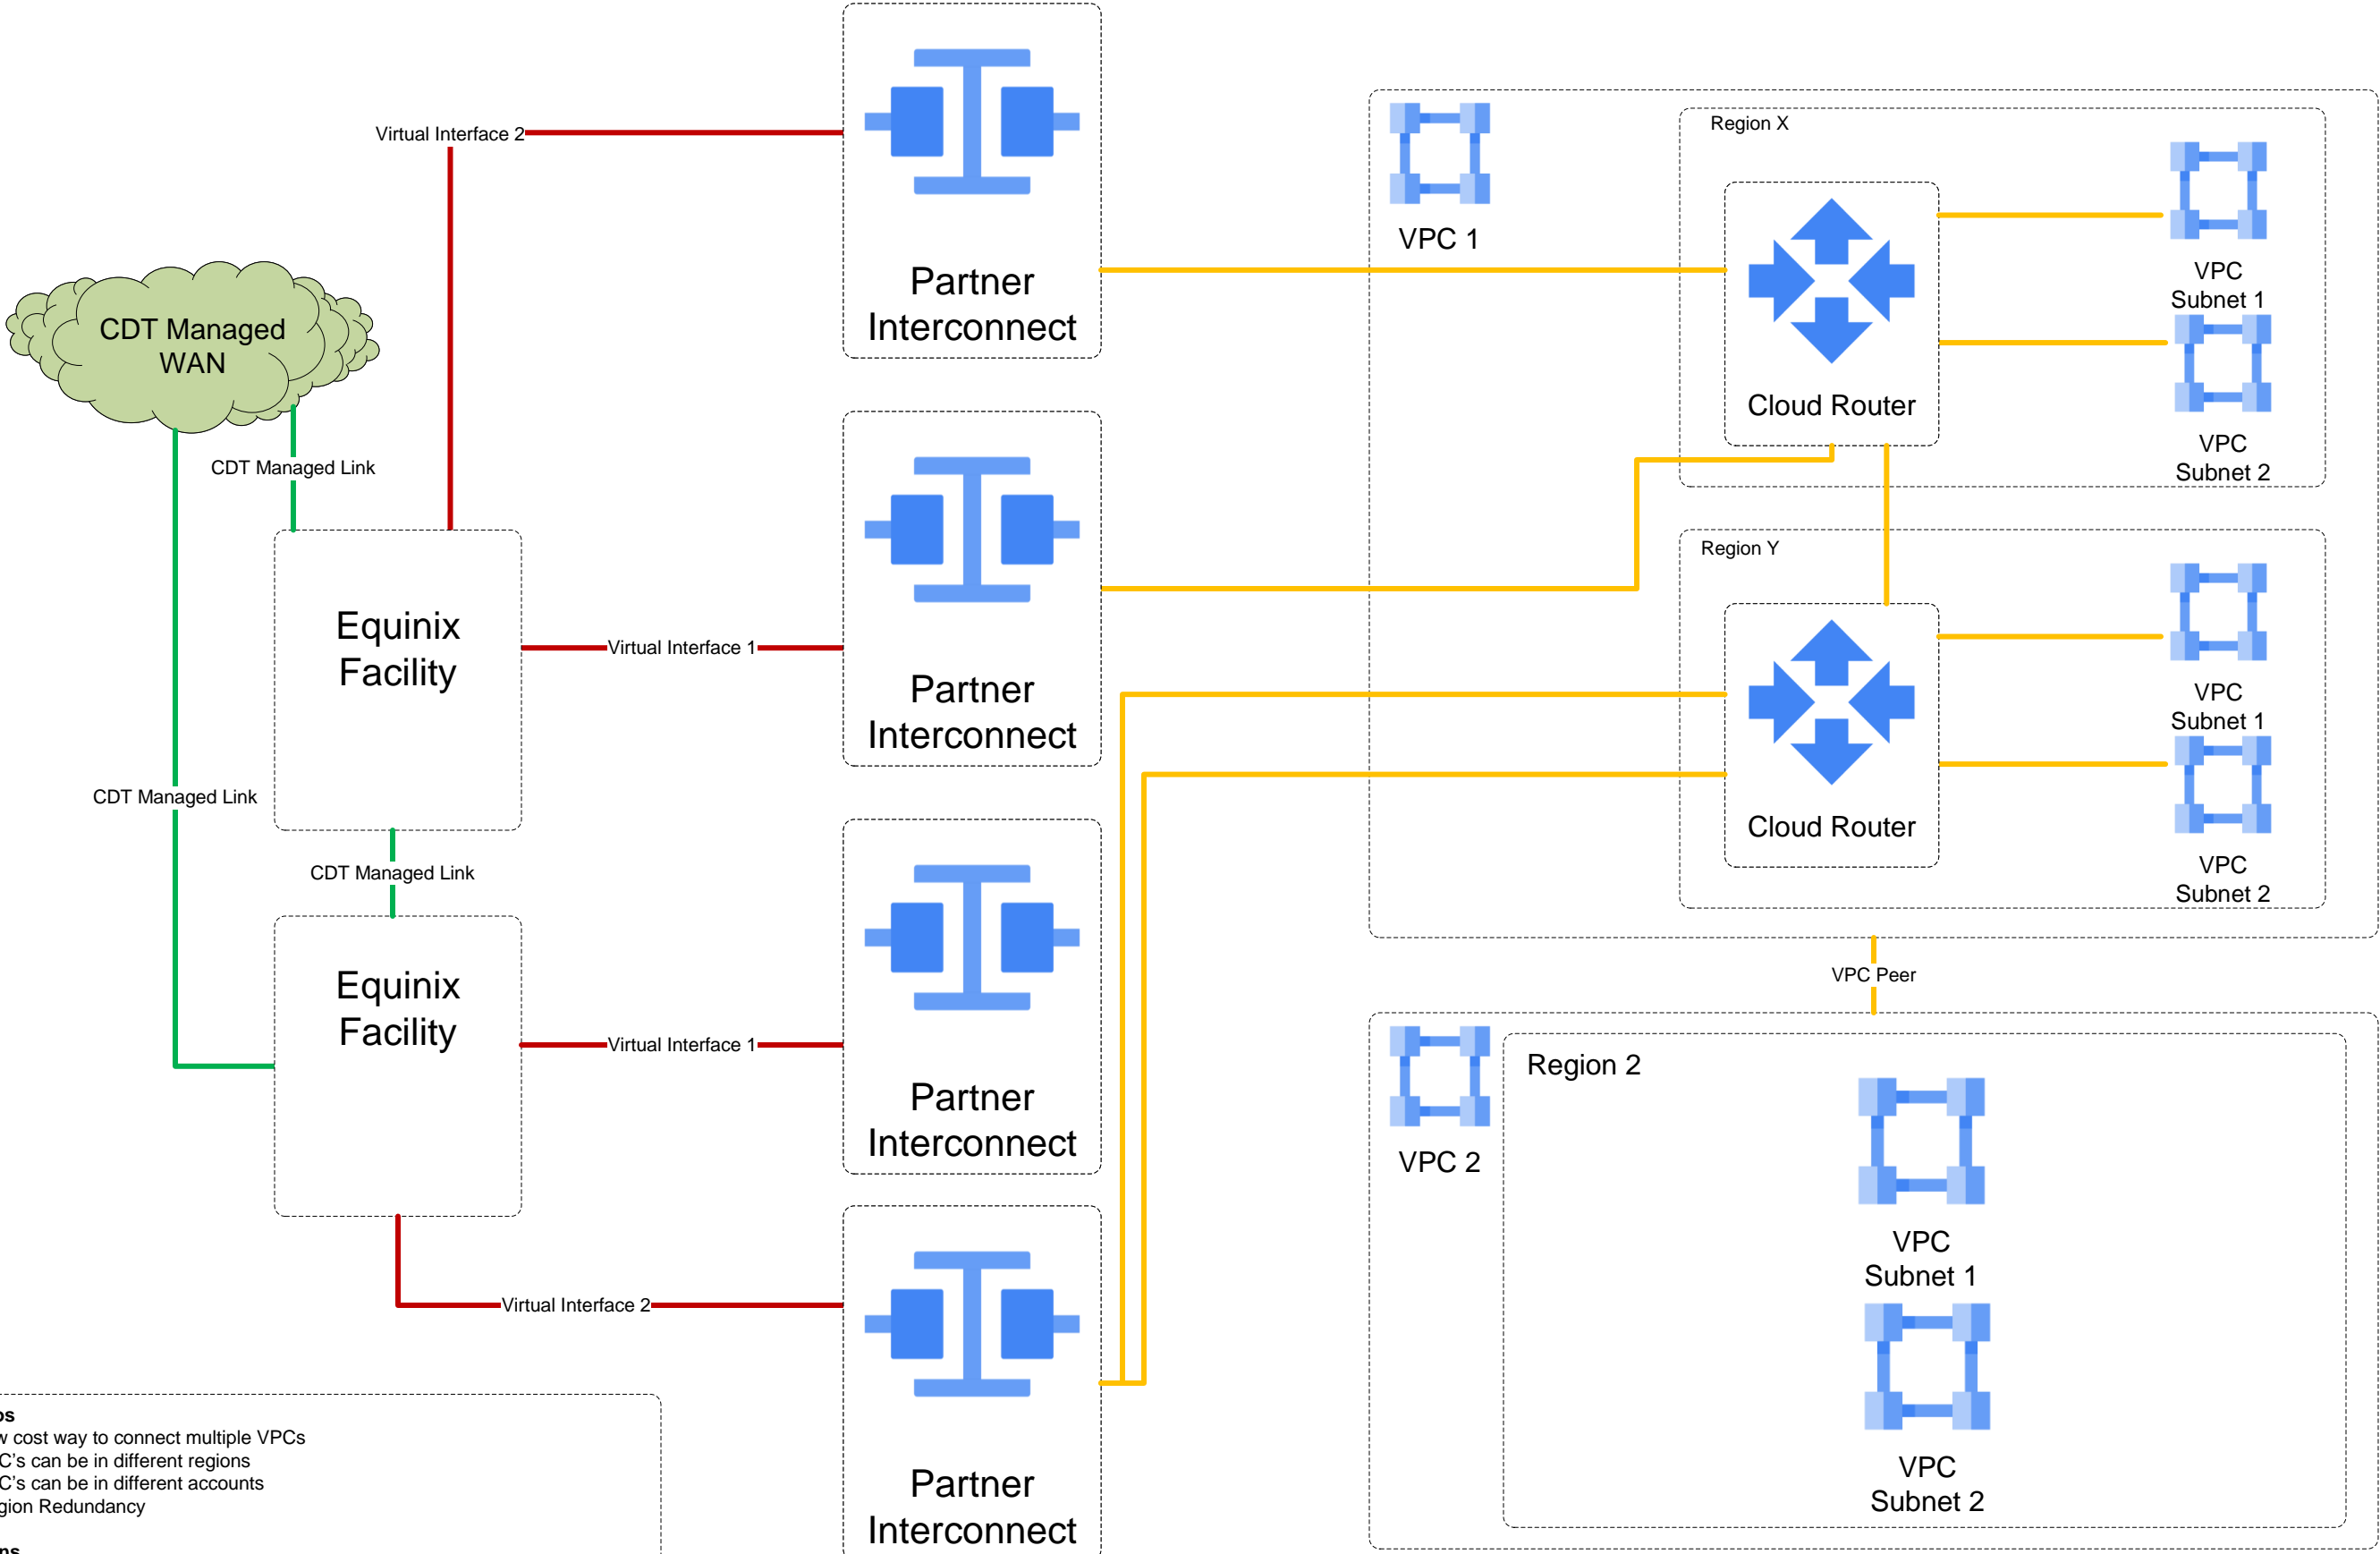 Virtual Interface 2
Partner
Interconnect
VPC 1
Region X
Cloud Router
VPC
Subnet 1
VPC
Subnet 2
CDT Managed
WAN
CDT Managed Link
Equinix
Facility
Virtual Interface 1
Partner
Interconnect
Region Y
Cloud Router
VPC
Subnet 1
VPC
Subnet 2
CDT Managed Link
CDT Managed Link
Equinix
Facility
Virtual Interface 1
Partner
Interconnect
VPC Peer
VPC 2
Region 2
VPC
Subnet 1
VPC
Subnet 2
Virtual Interface 2
Partner
Interconnect
cost way to connect multiple VPCs
can be in different regions
can be in different accounts
Redundancy